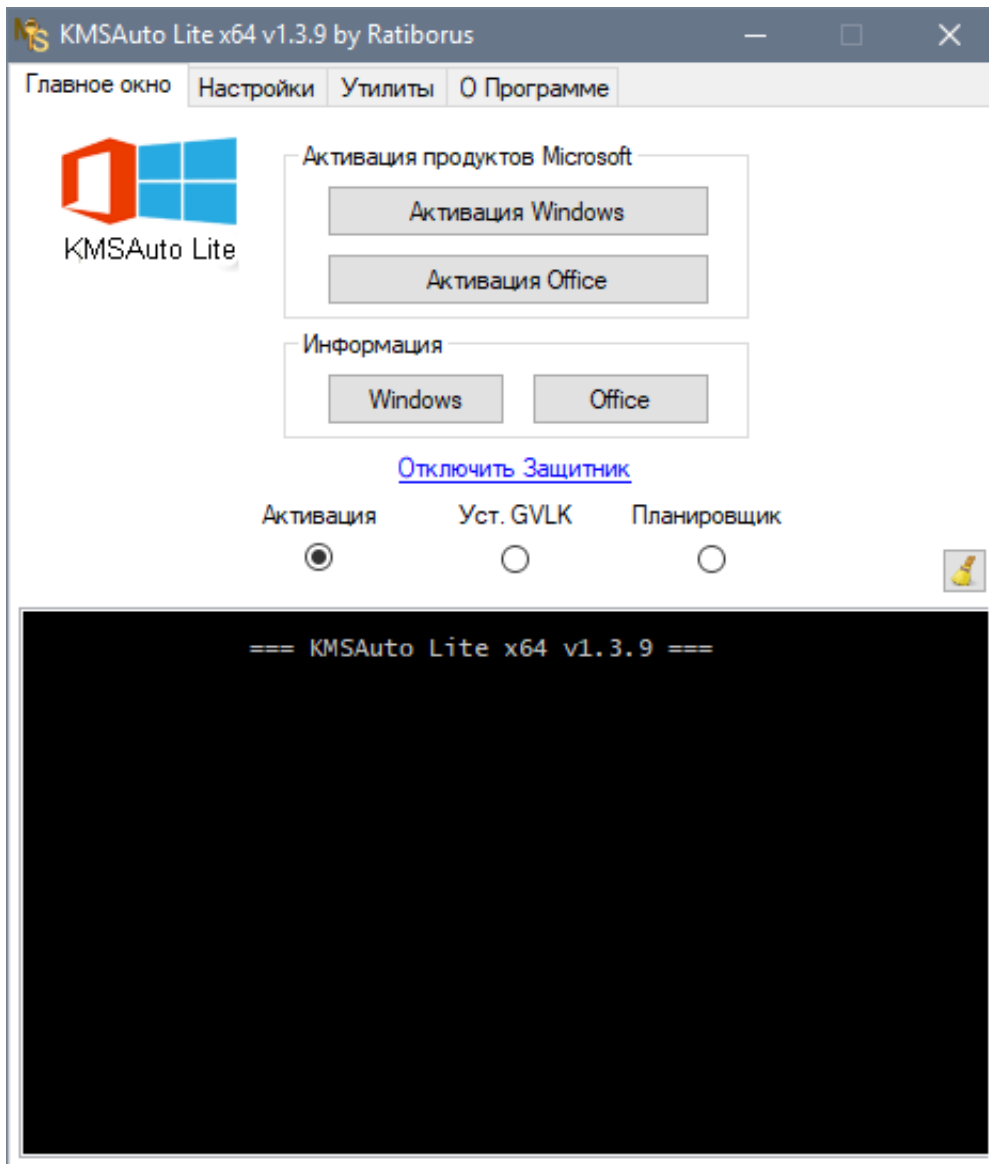 KMSAuto Lite x64 v1.3.9 by Ratiborus
Главное окно Настройки Утилиты О Программе
KMSAuto Lite
Активация продуктов Microsoft
Активация Windows
Активация Office
Информация
Windows Office
Отключить Защитник
Активация Уст. GVLK Планировщик
=== KMSAuto Lite x64 v1.3.9 ===